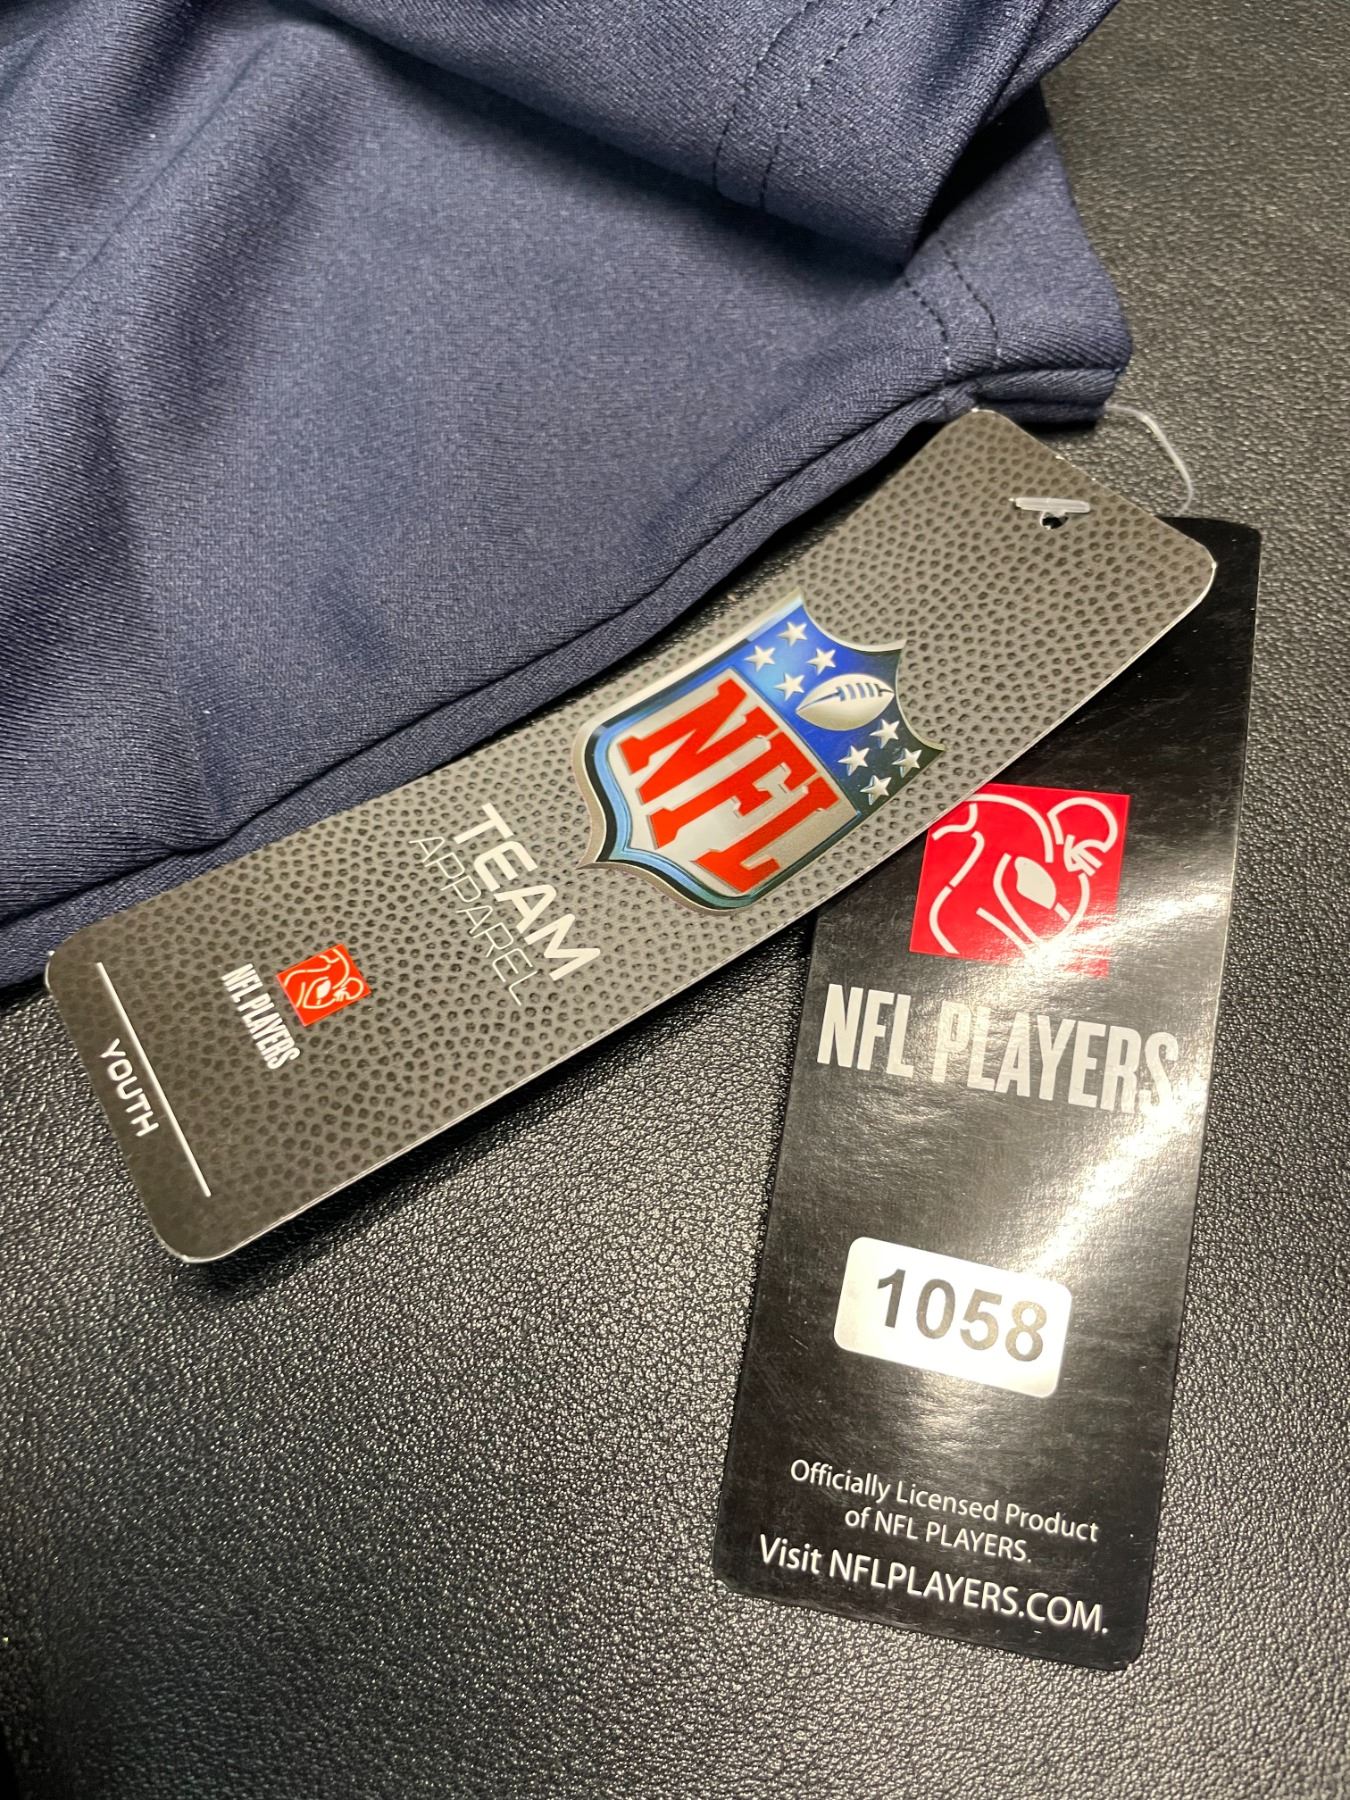 NFL
TEAM
APPAREL
NFL PLAYERS
YOUTH
NFL PLAYERS
1058
Officially Licensed Product
of NFL PLAYERS.
Visit NFLPLAYERS.COM.